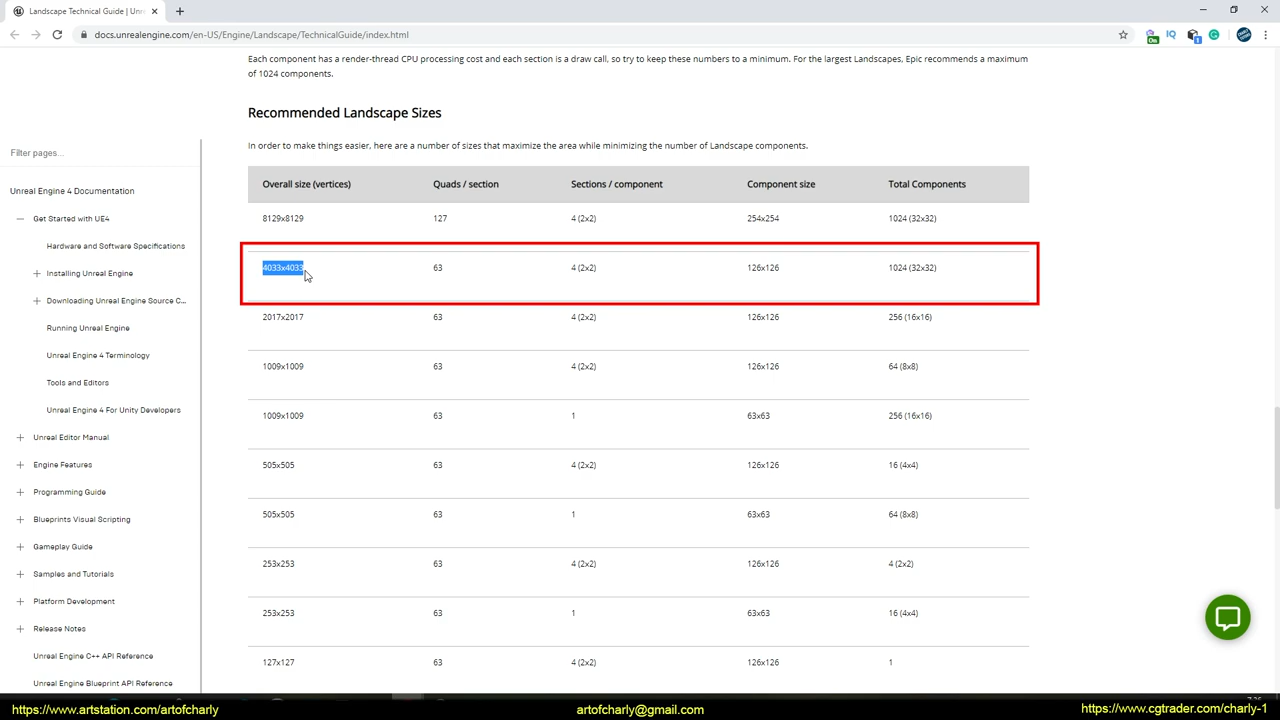 Landscape Technical Guide | Unre
docs.unrealengine.com/en-US/Engine/Landscape/TechnicalGuide/index.html
On
IQ
1
Each component has a render-thread CPU processing cost and each section is a draw call, so try to keep these numbers to a minimum. For the largest Landscapes, Epic recommends a maximum
of 1024 components.
Recommended Landscape Sizes
In order to make things easier, here are a number of sizes that maximize the area while minimizing the number of Landscape components.
Overall size (vertices) Quads / section Sections / component Component size Total Components
8129x8129 127 4 (2x2) 254x254 1024 (32x32)
4033x4033 63 4 (2x2) 126x126 1024 (32x32)
2017x2017 63 4 (2x2) 126x126 256 (16x16)
1009x1009 63 4 (2x2) 126x126 64 (8x8)
1009x1009 63 1 63x63 256 (16x16)
505x505 63 4 (2x2) 126x126 16 (4x4)
505x505 63 1 63x63 64 (8x8)
253x253 63 4 (2x2) 126x126 4 (2x2)
253x253 63 1 63x63 16 (4x4)
127x127 63 4 (2x2) 126x126 1
Filter pages...
Unreal Engine 4 Documentation
Get Started with UE4
Hardware and Software Specifications
Installing Unreal Engine
Downloading Unreal Engine Source C...
Running Unreal Engine
Unreal Engine 4 Terminology
Tools and Editors
Unreal Engine 4 For Unity Developers
Unreal Editor Manual
Engine Features
Programming Guide
Blueprints Visual Scripting
Gameplay Guide
Samples and Tutorials
Platform Development
Release Notes
Unreal Engine C++ API Reference
Unreal Engine Blueprint API Reference
https://www.artstation.com/artofcharly
artofcharly@gmail.com
https://www.cgtrader.com/charly-1